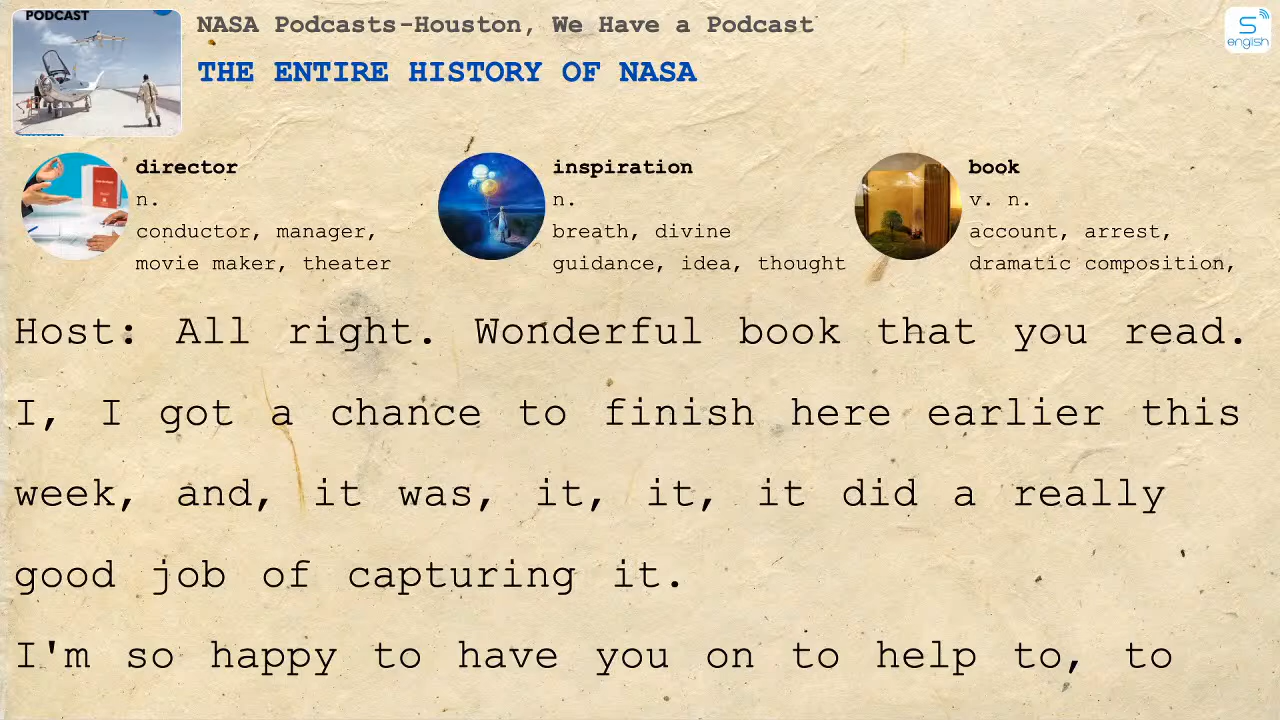 PODCAST
NASA Podcasts-Houston, We Have a Podcast
THE ENTIRE HISTORY OF NASA
S
english
director
n.
conductor, manager,
movie maker, theater
inspiration
n.
breath, divine
guidance, idea, thought
book
v. n.
account, arrest,
dramatic composition,
Host: All right. Wonderful book that you read.
I, I got a chance to finish here earlier this
week, and, it was, it, it, it did a really
good job of capturing it.
I'm so happy to have you on to help to, to